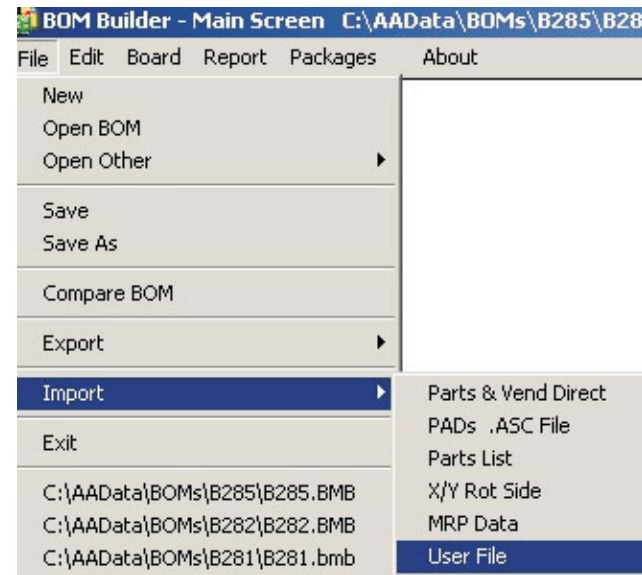 BOM Builder - Main Screen C:\AAData\BOMs\B285\B28
File Edit Board Report Packages About
New
Open BOM
Open Other
Save
Save As
Compare BOM
Export
Import
Exit
C:\AAData\BOMs\B285\B285.BMB
C:\AAData\BOMs\B282\B282.BMB
C:\AAData\BOMs\B281\B281.bmb
Parts & Vend Direct
PADs .ASC File
Parts List
X/Y Rot Side
MRP Data
User File